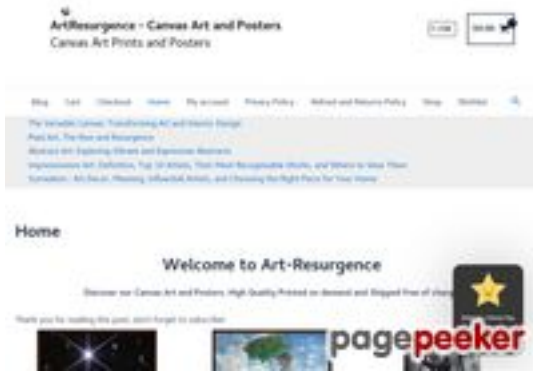 ArtResurgence - Canvas Art and Posters
Canvas Art Prints and Posters
Blog Cart Checkout Home My account Privacy Policy Refund and Returns Policy Shop Wishlist
The Versatile Canvas: Transforming Art and Interior Design
Pixel Art, The Rise and Resurgence
Abstract Art: Exploring Vibrant and Expressive Abstracts
Impressionism Art: Definition, Top 10 Artists, Their Most Recognizable Works, and Where to View Them
Surrealism - Art Decor, Meaning, Influential Artists, and Choosing the Right Piece for Your Home
Home
Welcome to Art-Resurgence
Discover our Canvas Art and Posters. High Quality Printed on demand and Shipped free of
Thank you for reading this post, don't forget to subscribe!
pagepeeker